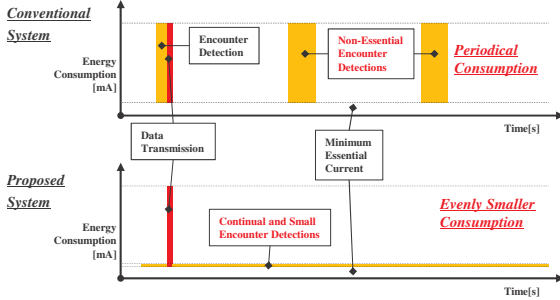 Conventional
System
Encounter
Detection
Non-Essential
Encounter
Detections
Periodical
Consumption
Energy
Consumption
[mA]
Time[s]
Data
Transmission
Minimum
Essential
Current
Proposed
System
Energy
Consumption
[mA]
Continual and Small
Encounter Detections
Evenly Smaller
Consumption
Time[s]